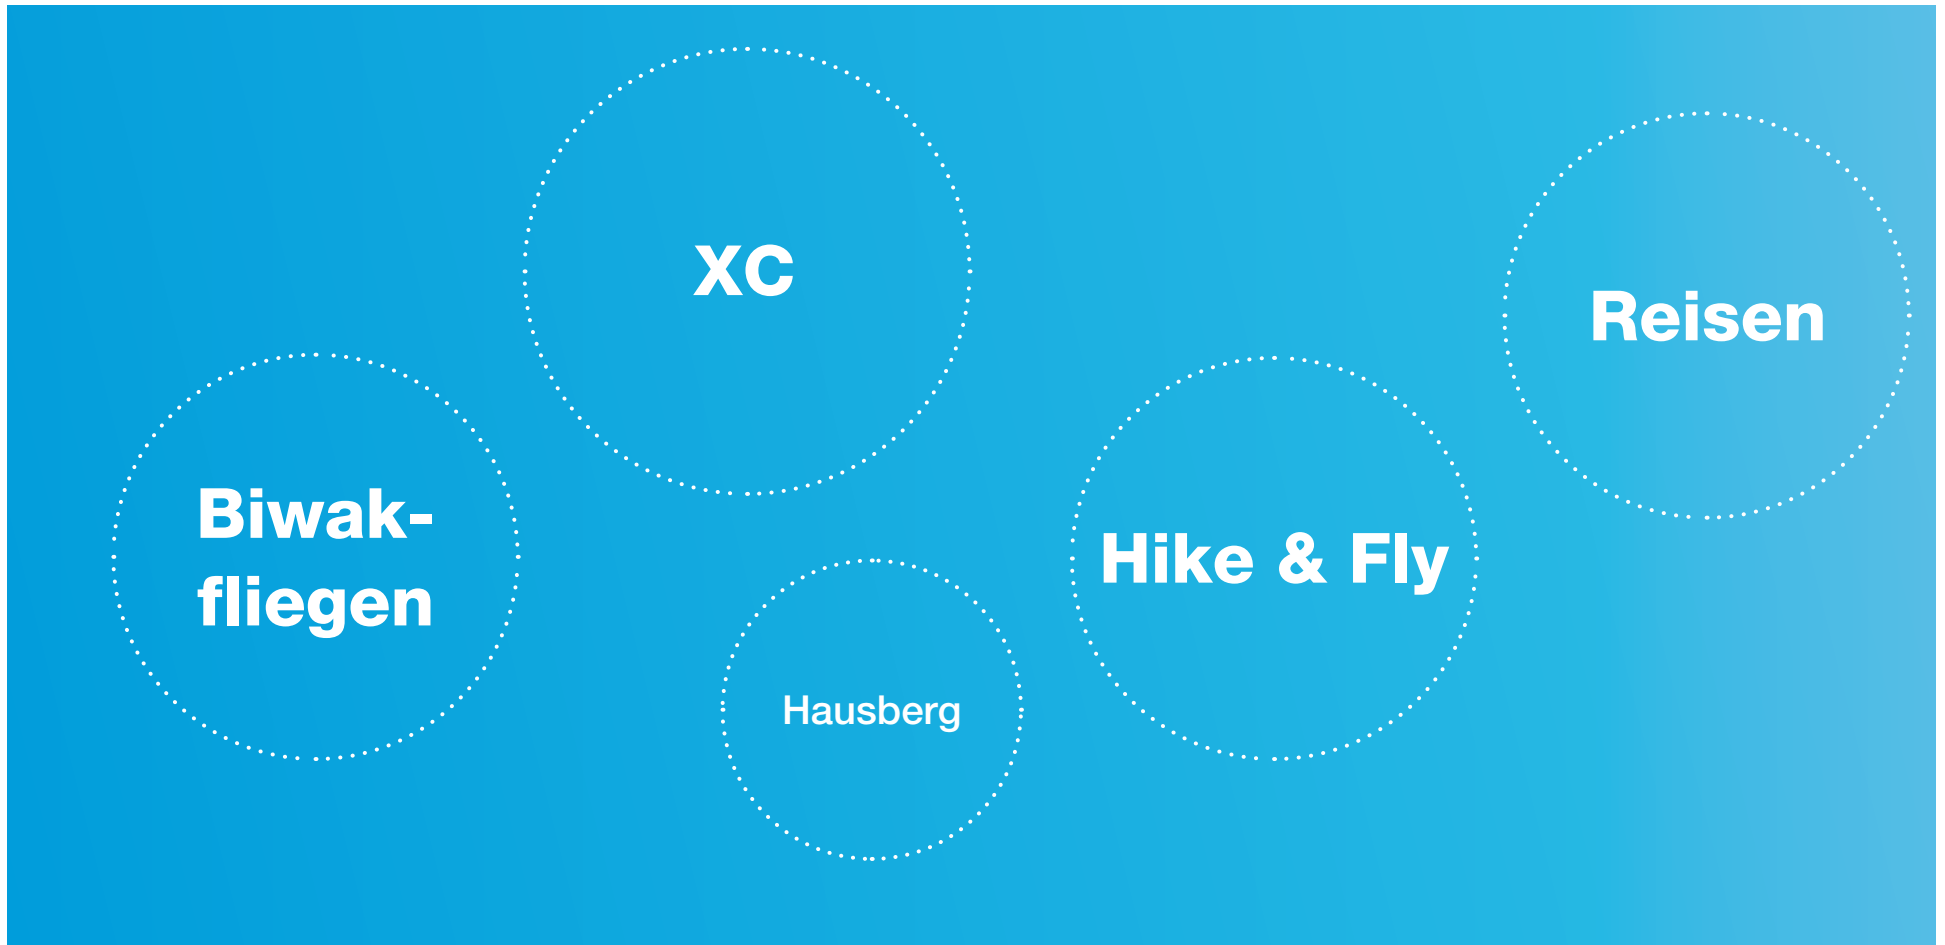 XC
Reisen
Biwak-
fliegen
Hike & Fly
Hausberg